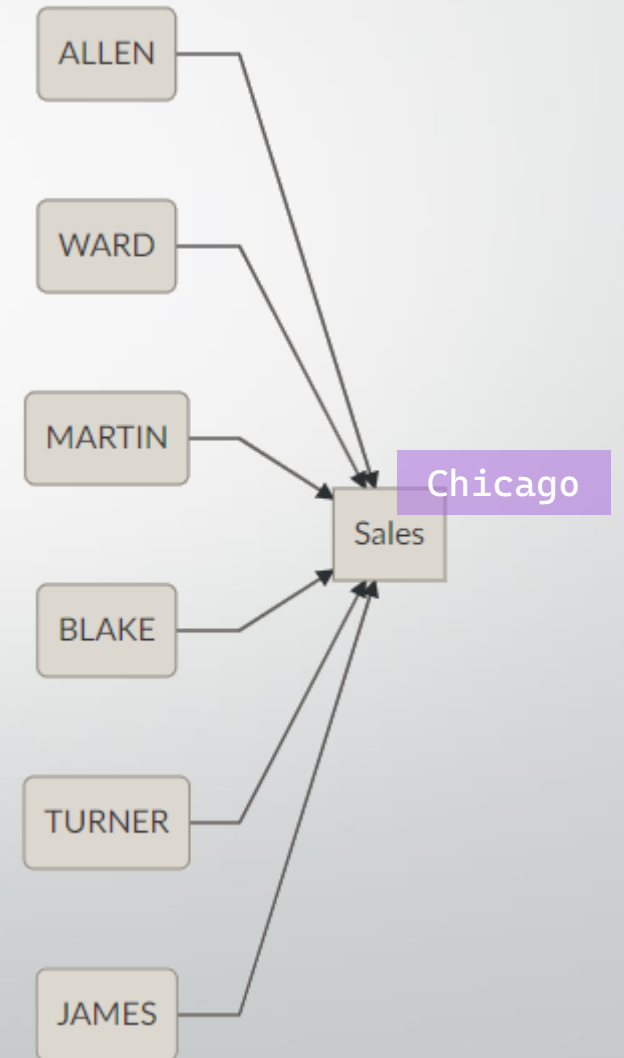 ALLEN
WARD
MARTIN
Chicago
Sales
BLAKE
TURNER
JAMES